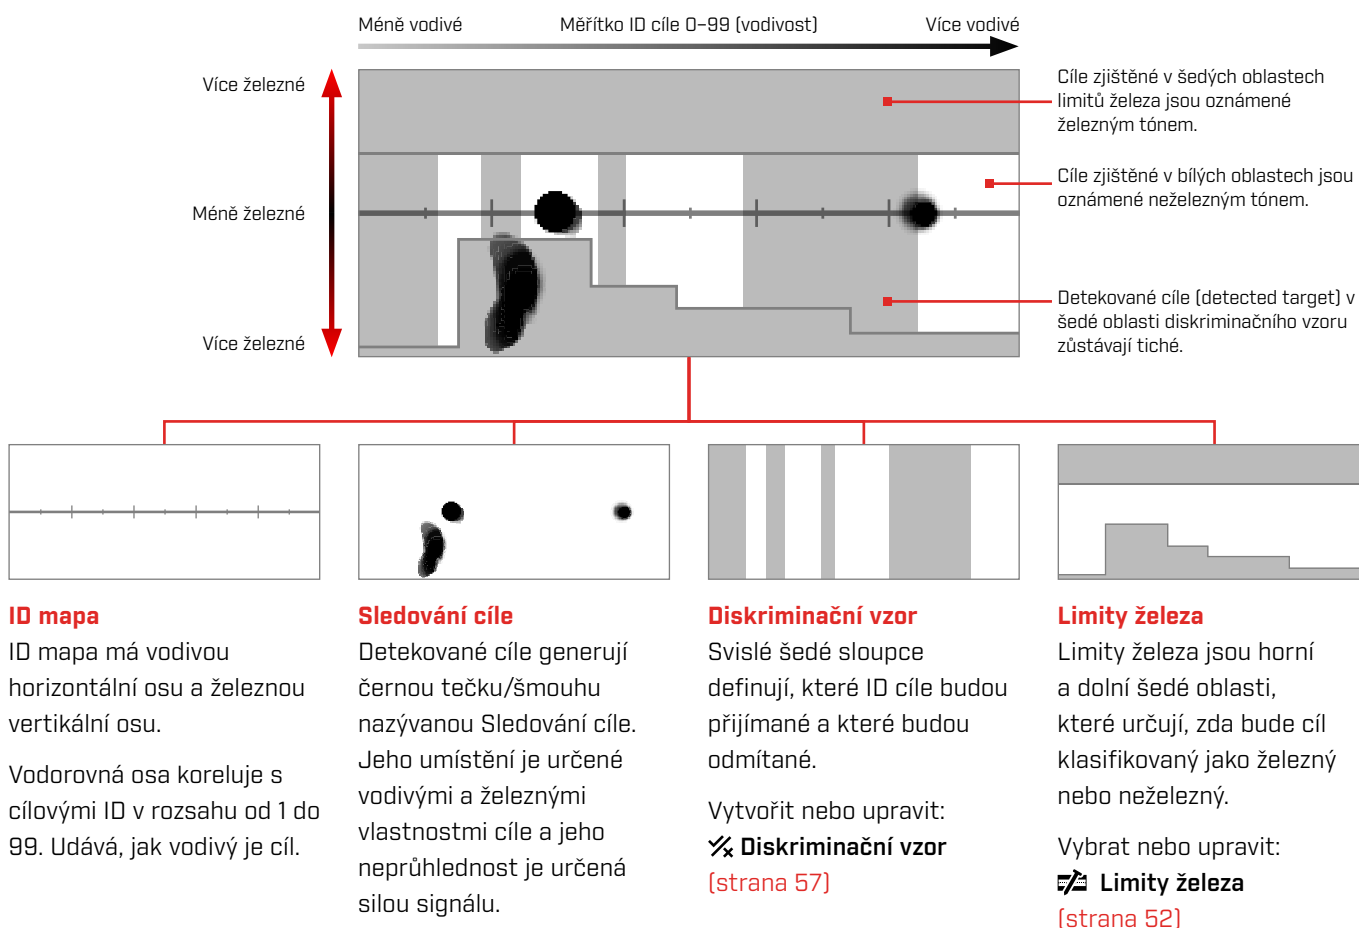 Méně vodivé
Měřítko ID cíle 0–99 (vodivost)
Více vodivé
Více železné
Méně železné
Více železné
Cíle zjištěné v šedých oblastech
limitů železa jsou oznámené
železným tónem.
Cíle zjištěné v bílých oblastech jsou
oznámené neželezným tónem.
Detekované cíle (detected target) v
šedé oblasti diskriminačního vzoru
zůstávají tiché.
ID mapa
ID mapa má vodivou
horizontální osu a železnou
vertikální osu.
Vodorovná osa koreluje s
cílovými ID v rozsahu od 1 do
99. Udává, jak vodivý je cíl.
Sledování cíle
Detekované cíle generují
černou tečku/šmouhu
nazývanou Sledování cíle.
Jeho umístění je určené
vodivými a železnými
vlastnostmi cíle a jeho
neprůhlednost je určená
silou signálu.
Diskriminační vzor
Svislé šedé sloupce
definují, které ID cíle budou
přijímané a které budou
odmítané.
Vytvořit nebo upravit:
Diskriminační vzor
(strana 57)
Limity železa
Limity železa jsou horní
a dolní šedé oblasti,
které určují, zda bude cíl
klasifikovaný jako železný
nebo neželezný.
Vybrat nebo upravit:
Limity železa
(strana 52)